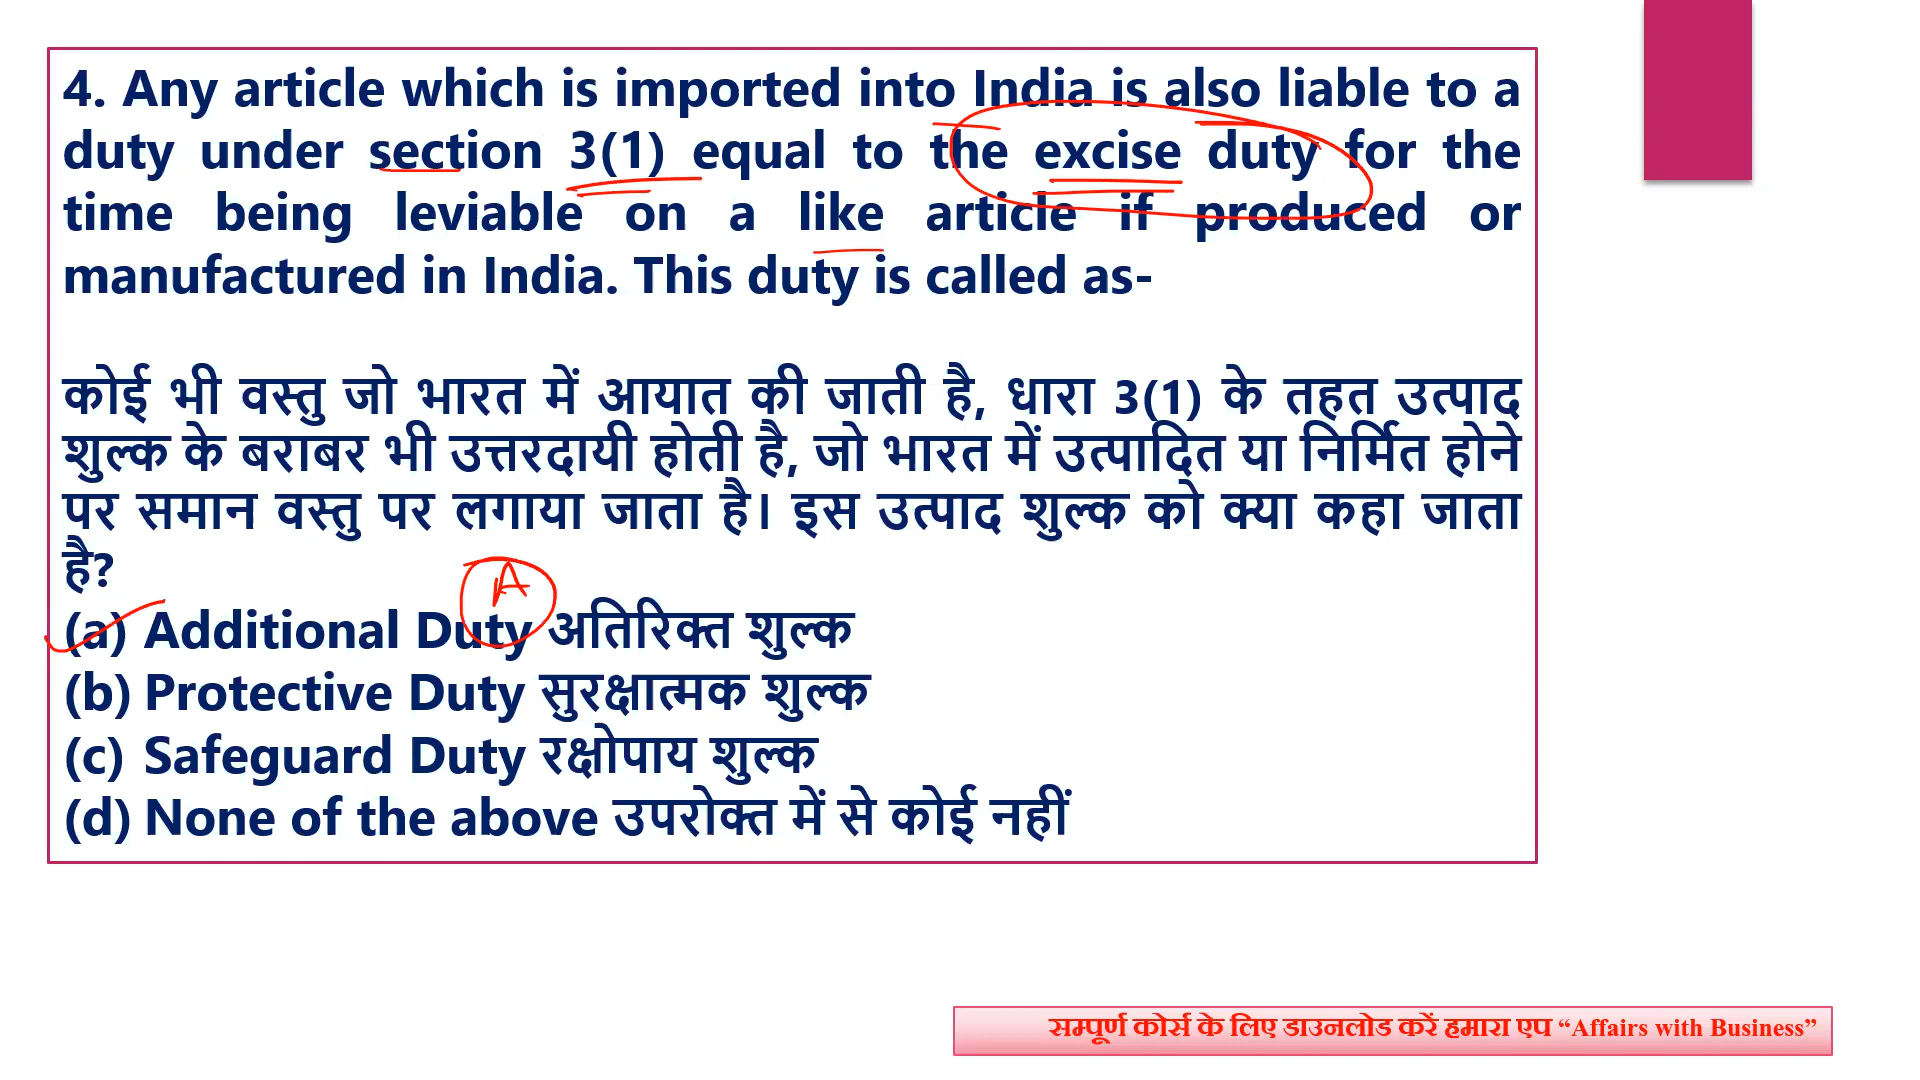 4. Any article which is imported into India is also liable to a
duty under section 3(1) equal to the excise duty for the
time being leviable on a like article if produced or
manufactured in India. This duty is called as-
कोई भी वस्तु जो भारत में आयात की जाती है, धारा 3(1) के तहत उत्पाद
शुल्क के बराबर भी उत्तरदायी होती है, जो भारत में उत्पादित या निर्मित होने
पर समान वस्तु पर लगाया जाता है। इस उत्पाद शुल्क को क्या कहा जाता
है?
A
(a) Additional Duty अतिरिक्त शुल्क
(b) Protective Duty सुरक्षात्मक शुल्क
(c) Safeguard Duty रक्षोपाय शुल्क
(d) None of the above उपरोक्त में से कोई नहीं
सम्पूर्ण कोर्स के लिए डाउनलोड करें हमारा एप “Affairs with Business”